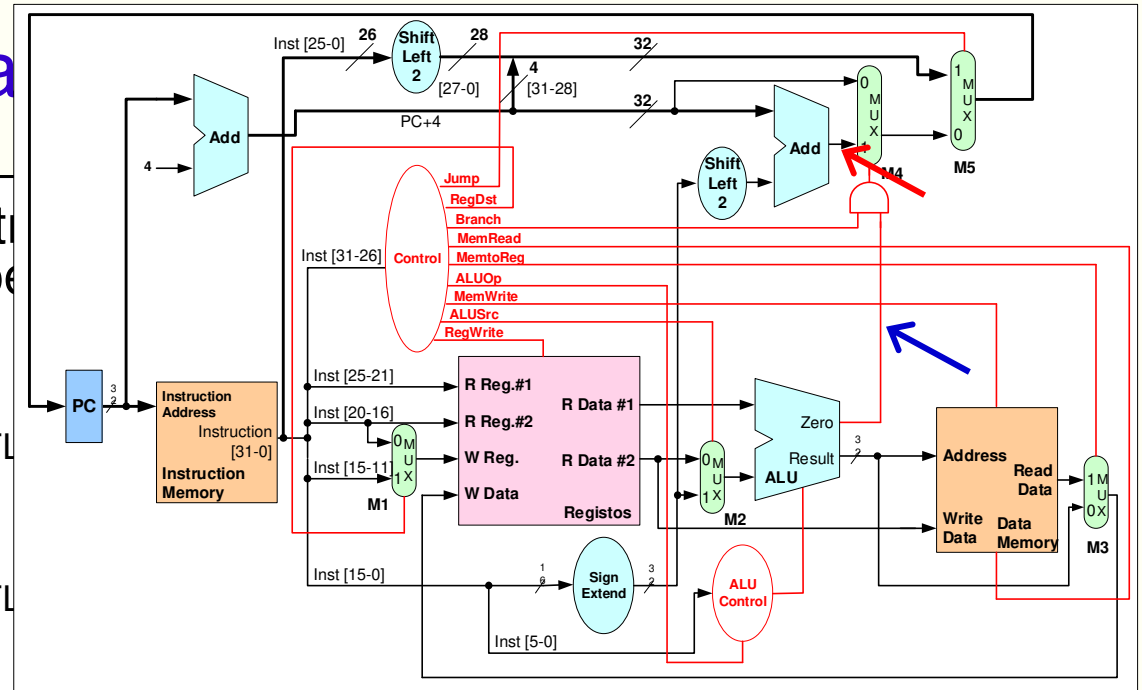 26
28
32
Inst [25-0]
Shift
Left
2
4
[27-0]
[31-28]
1
M
U
X
0
M5
Add
PC+4
32
0
M
U
X
1
M4
Add
4
Shift
Left
2
Jump
RegDst
Branch
MemRead
MemtoReg
ALUOp
MemWrite
ALUSrc
RegWrite
Inst [31-26]
Control
PC
32
Instruction
Address
Instruction
[31-0]
Instruction
Memory
Inst [25-21]
Inst [20-16]
Inst [15-11]
0 M
U
1 X
M1
R Reg.#1
R Reg.#2
W Reg.
W Data
R Data #1
R Data #2
Registos
0 M
U
1 X
M2
Zero
Result
ALU
32
Address
Read
Data
Write
Data
Data
Memory
1 M
U
0 X
M3
Inst [15-0]
16
Sign
Extend
32
ALU
Control
Inst [5-0]